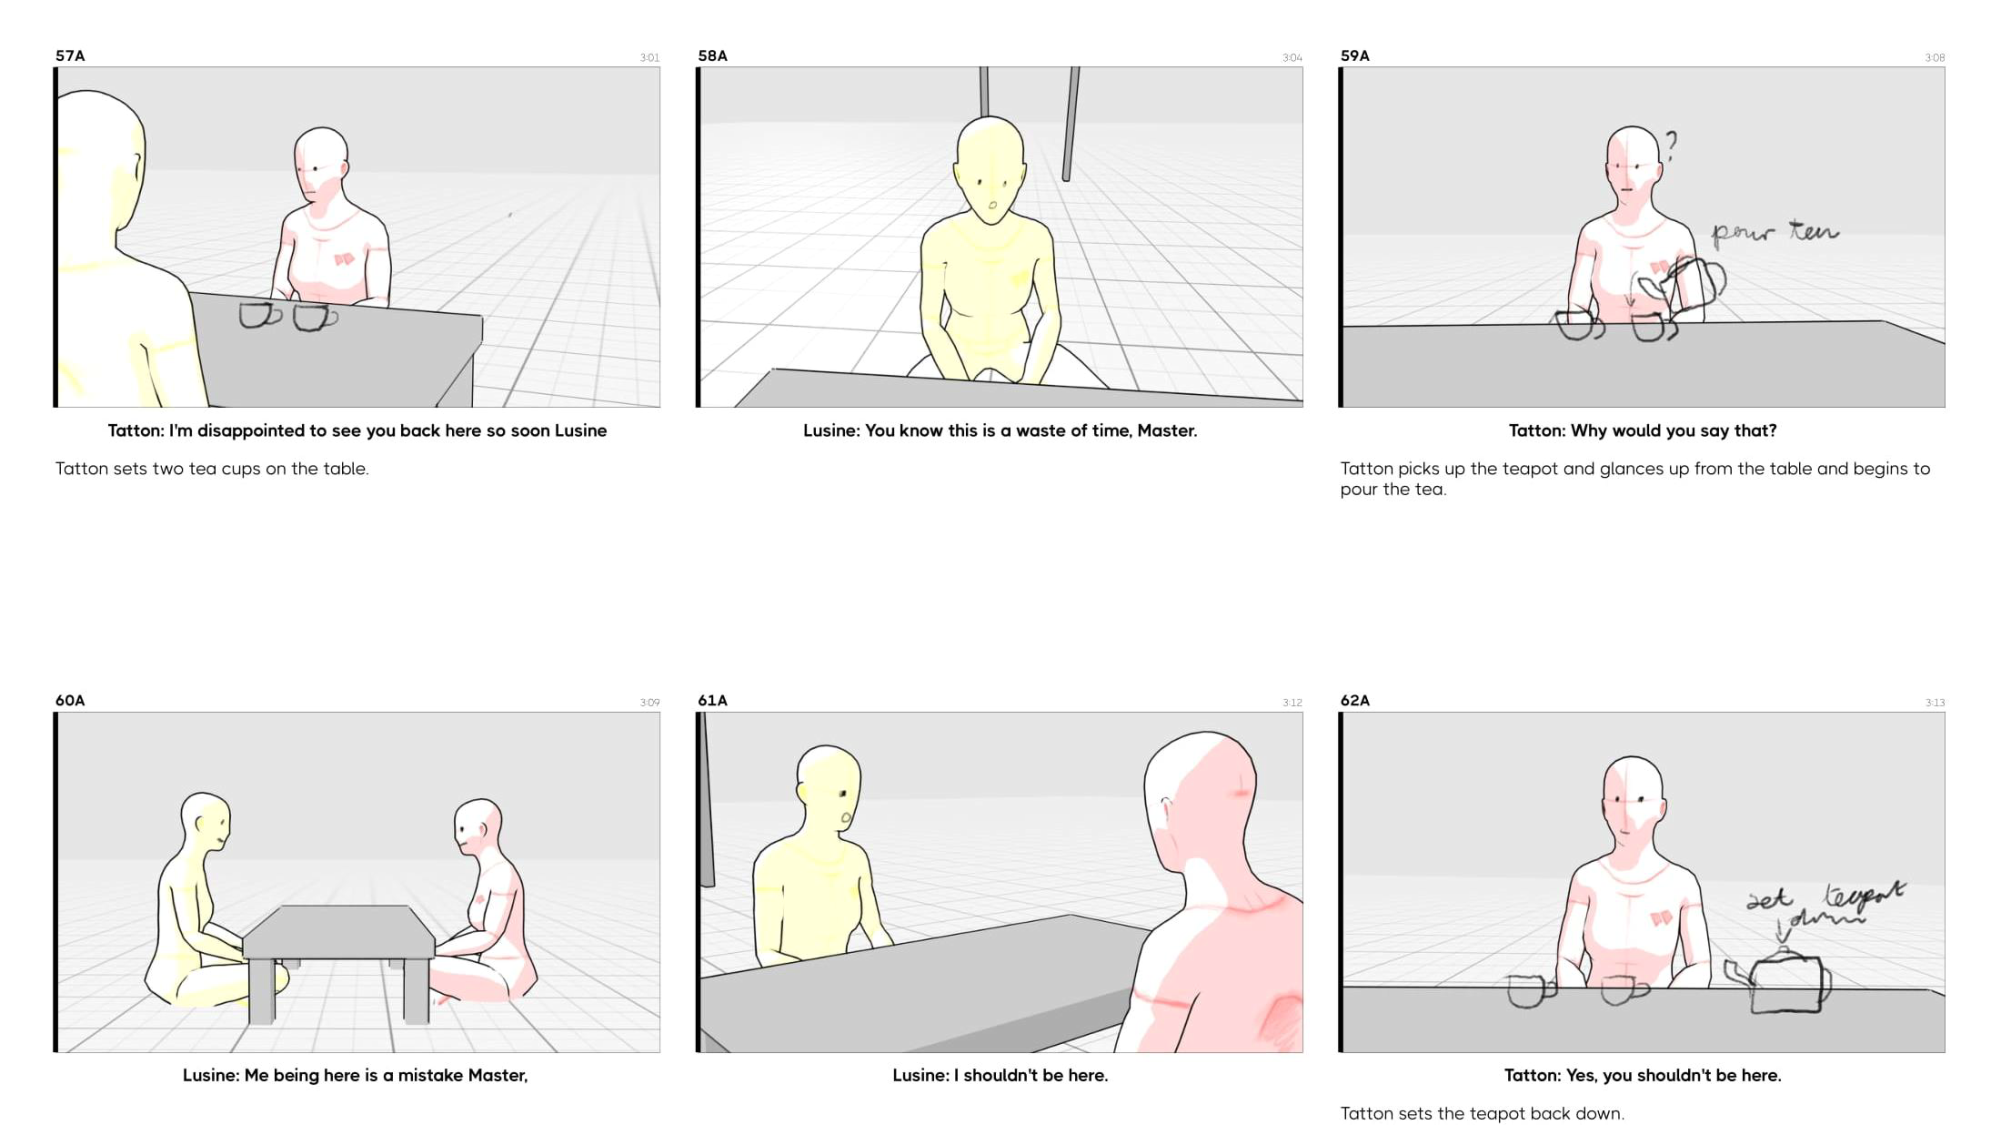 57A 3:01
Tatton: I'm disappointed to see you back here so soon Lusine
Tatton sets two tea cups on the table.
58A 3:04
Lusine: You know this is a waste of time, Master.
59A 3:08
?
pour tea
Tatton: Why would you say that?
Tatton picks up the teapot and glances up from the table and begins to
pour the tea.
60A 3:09
Lusine: Me being here is a mistake Master,
61A 3:12
Lusine: I shouldn't be here.
62A 3:13
set teapot
down
Tatton: Yes, you shouldn't be here.
Tatton sets the teapot back down.